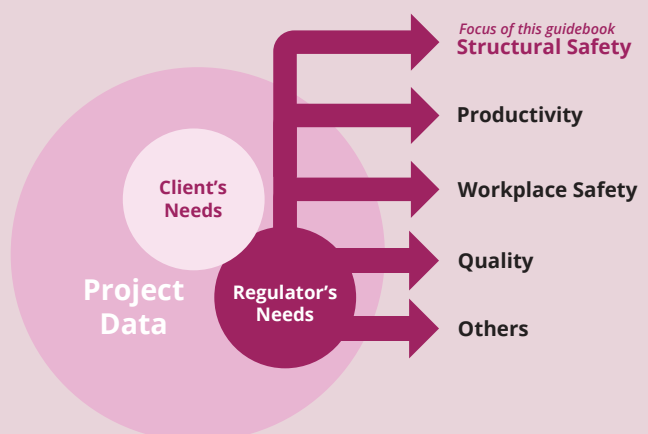 Focus of this guidebook
Structural Safety
Productivity
Client's
Needs
Workplace Safety
Quality
Project
Data
Regulator's
Needs
Others